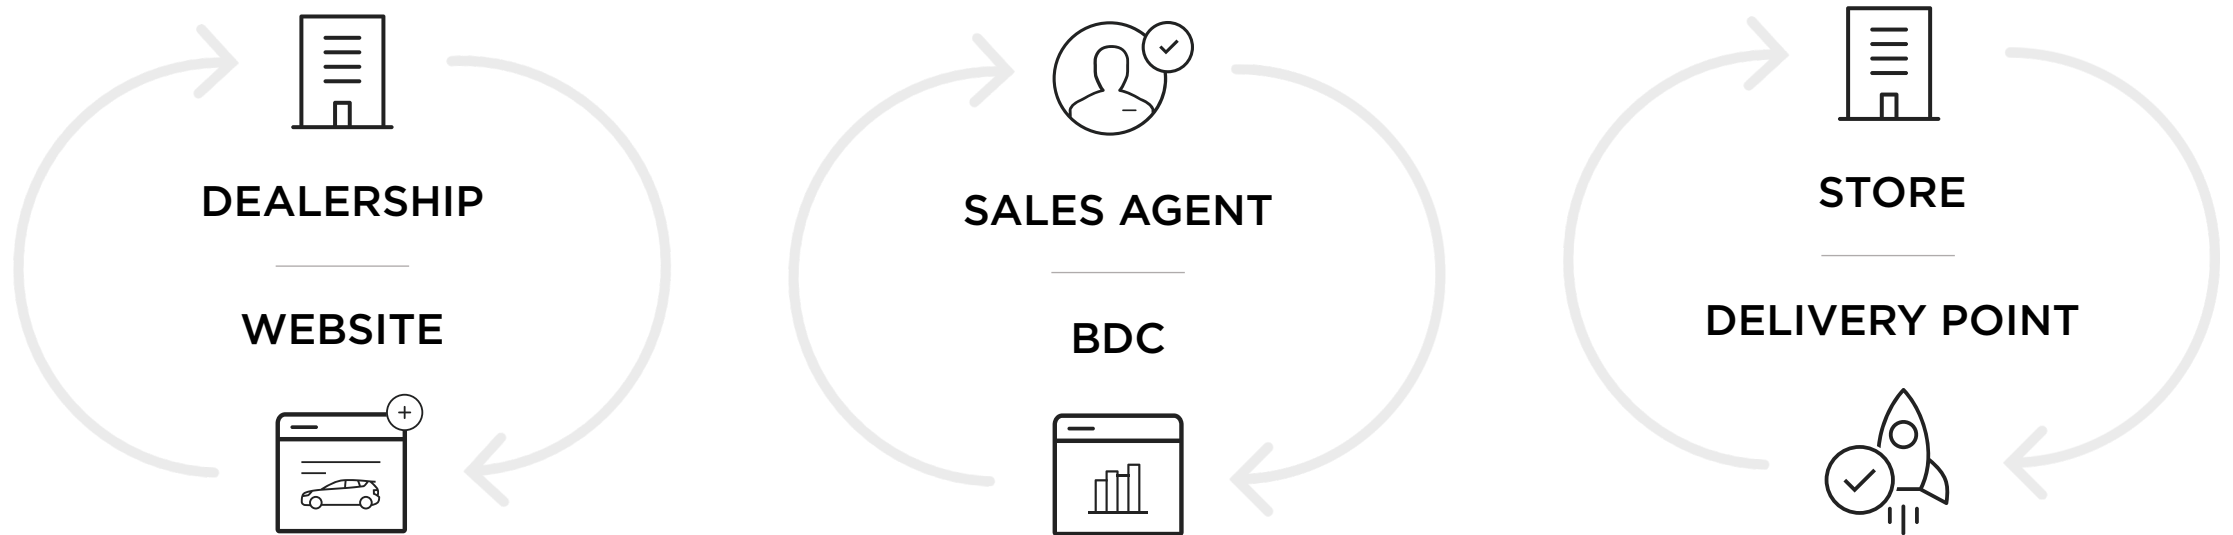 DEALERSHIP
WEBSITE
SALES AGENT
BDC
STORE
DELIVERY POINT